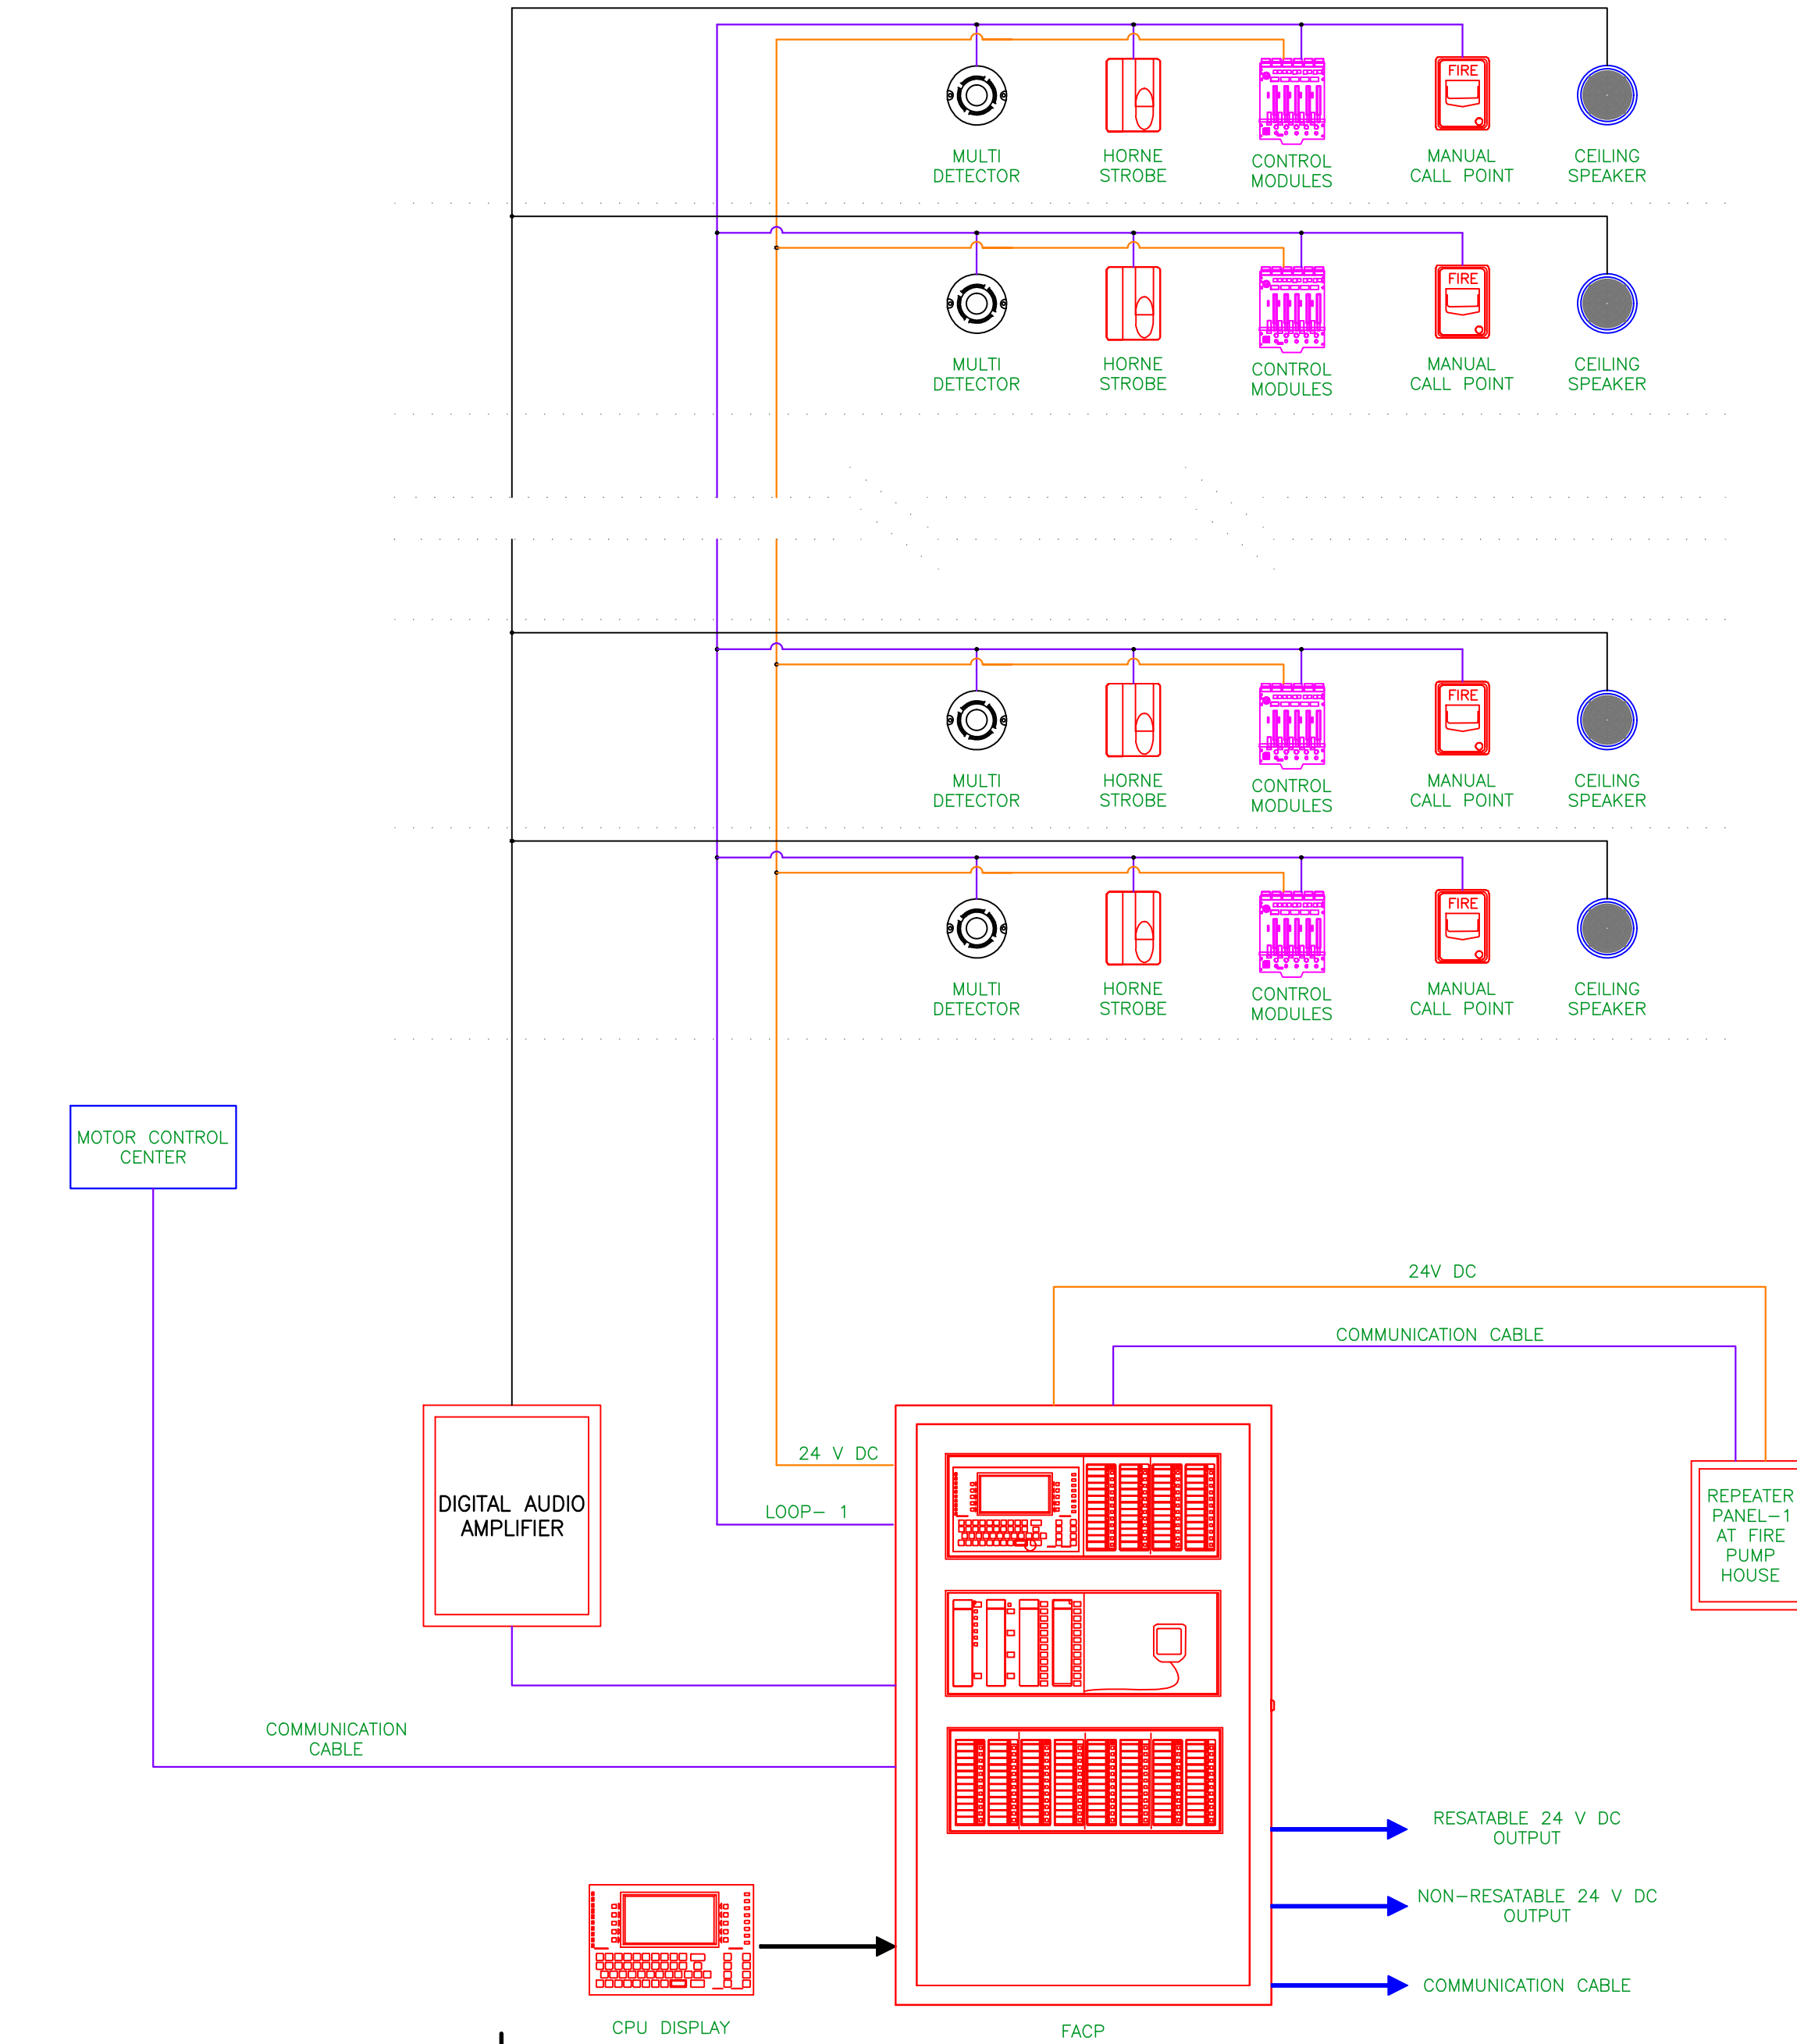 FIRE
MULTI
DETECTOR
HORNE
STROBE
CONTROL
MODULES
MANUAL
CALL POINT
CEILING
SPEAKER
FIRE
MULTI
DETECTOR
HORNE
STROBE
CONTROL
MODULES
MANUAL
CALL POINT
CEILING
SPEAKER
FIRE
MULTI
DETECTOR
HORNE
STROBE
CONTROL
MODULES
MANUAL
CALL POINT
CEILING
SPEAKER
FIRE
MULTI
DETECTOR
HORNE
STROBE
CONTROL
MODULES
MANUAL
CALL POINT
CEILING
SPEAKER
MOTOR CONTROL
CENTER
24V DC
COMMUNICATION CABLE
24 V DC
LOOP- 1
DIGITAL AUDIO
AMPLIFIER
REPEATER
PANEL-1
AT FIRE
PUMP
HOUSE
COMMUNICATION
CABLE
RESATABLE 24 V DC
OUTPUT
NON-RESATABLE 24 V DC
OUTPUT
COMMUNICATION CABLE
CPU DISPLAY
FACP